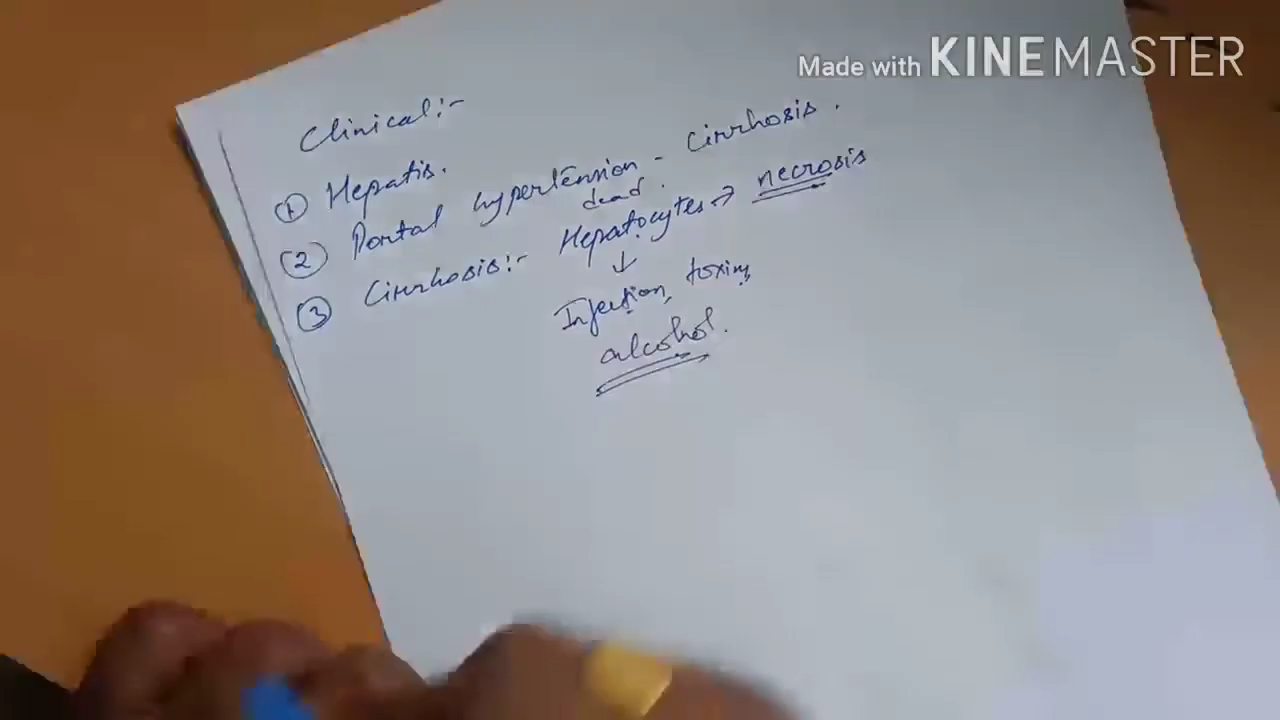 Made with KINEMASTER
Clinical:-
① Hepatis.
② Portal hypertension - Cirrhosis.
dead.
③ Cirrhosis:- Hepatocytes → necrosis
↓
Infection, toxins,
alcohol.